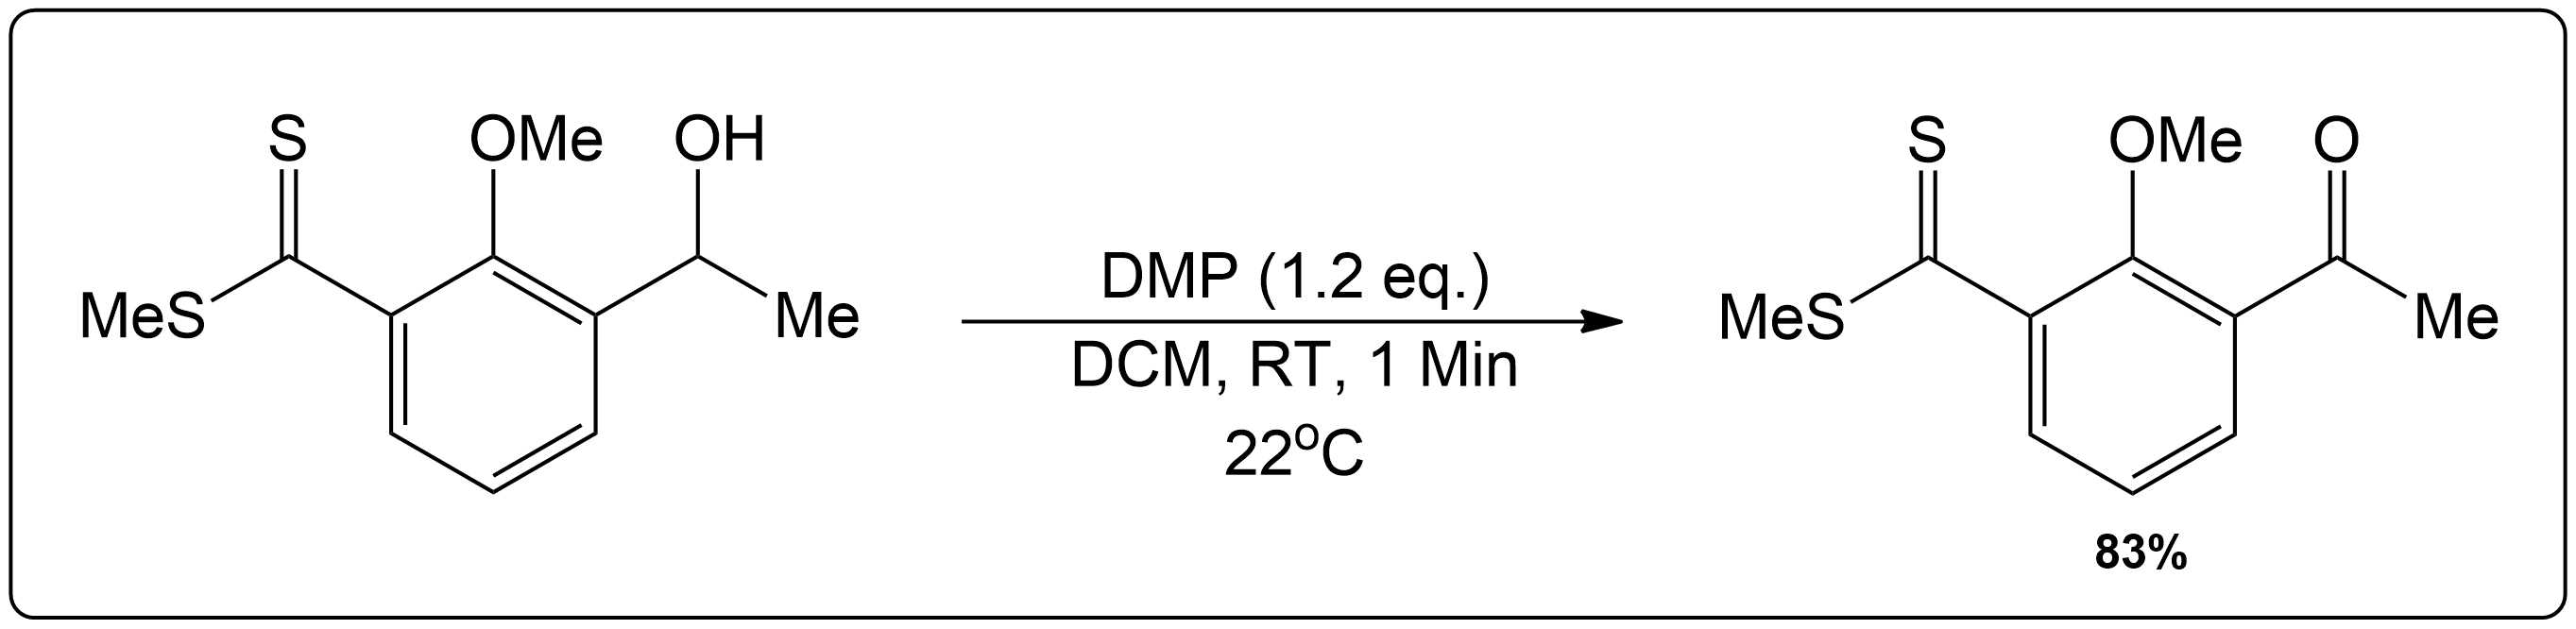 S OMe OH
MeS Me
DMP (1.2 eq.)
DCM, RT, 1 Min
22°C
S OMe O
MeS Me
83%